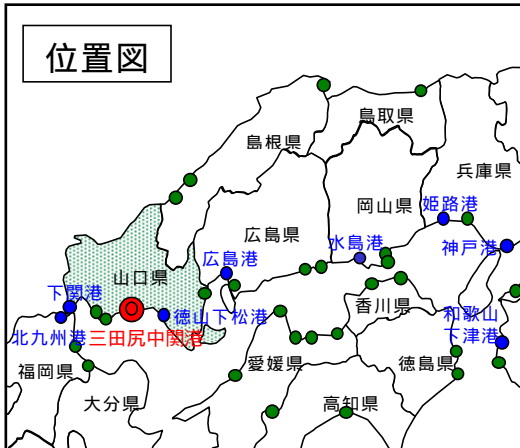 位置図
鳥取県
島根県
兵庫県
岡山県
姫路港
広島県
水島港
神戸港
広島港
山口県
下関港
香川県
和歌山
下津港
徳山下松港
北九州港
三田尻中関港
福岡県
愛媛県
徳島県
大分県
高知県